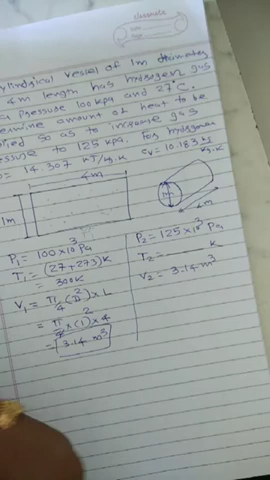 classmate
Date
Page
cylindrical vessel of 1m diameter
4m length has hydrogen gas
pressure 100kpa and 27°C.
amount of heat to be
so as to increase gas
to 125 kpa. For hydrogen
= 14.307 KJ/kg.K Cv = 10.183 KJ/kg.K
4m
1m
1m
4m
P₁ = 100 × 10³ Pa
T₁ = (27+273)K
= 300K
V₁ = π/4 (D²) × L
= π/4 × (1)² × 4
= 3.14 m³
P₂ = 125 × 10³ Pa
T₂ = ____ K
V₂ = 3.14 m³